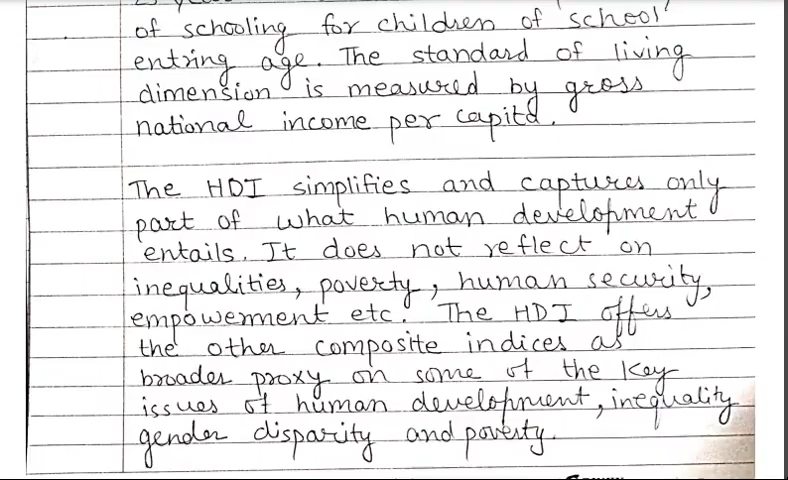 of schooling for children of school
entring age. The standard of living
dimension is measured by gross
national income per capita.
The HDI simplifies and captures only
part of what human development
entails. It does not reflect on
inequalities, poverty, human security,
empowerment etc. The HDI offers
the other composite indices as
broader proxy on some of the key
issues of human development, inequality
gender disparity and poverty.